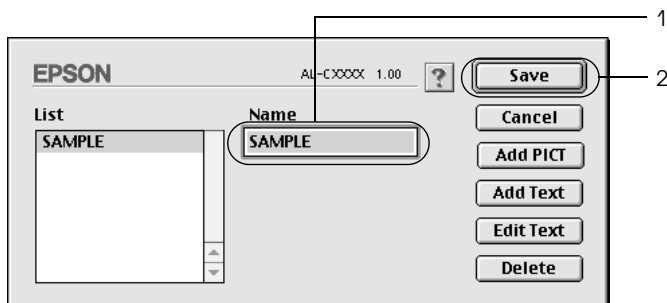 1
EPSON
AL-CXXXX 1.00
?
Save
2
List
Name
Cancel
SAMPLE
SAMPLE
Add PICT
Add Text
Edit Text
Delete